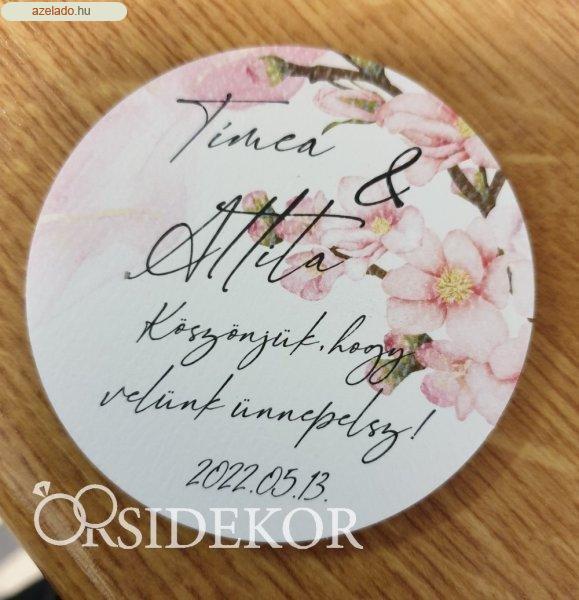 azelado.hu
Tímea
&
Attila
Köszönjük, hogy
velünk ünnepelsz!
2022.05.13.
ORSIDEKOR